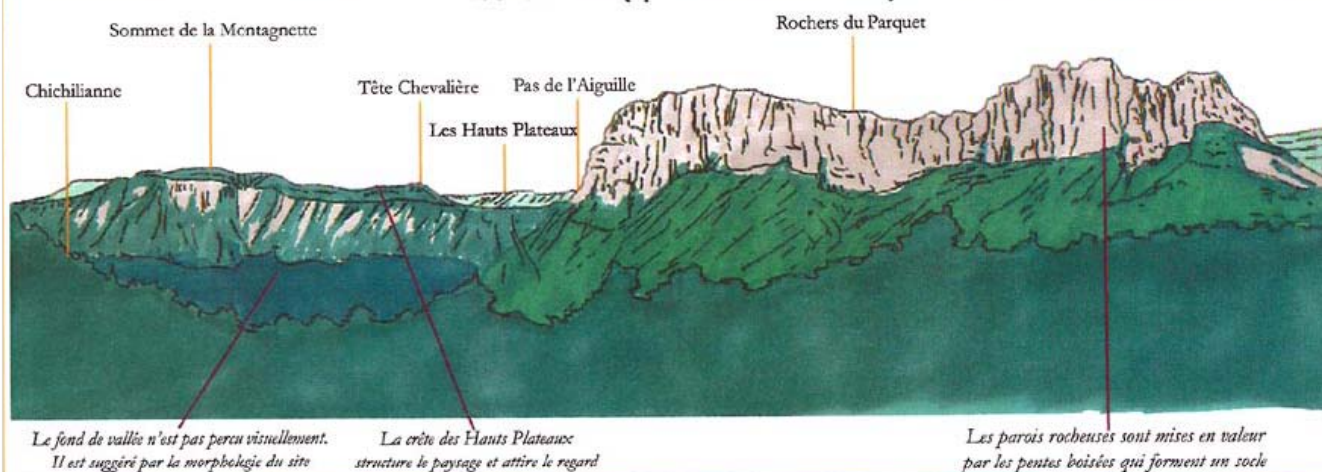 Sommet de la Montagnette
Rochers du Parquet
Chichilianne
Tête Chevalière
Pas de l'Aiguille
Les Hauts Plateaux
Le fond de vallée n'est pas perçu visuellement.
Il est suggéré par la morphologie du site
La crête des Hauts Plateaux
structure le paysage et attire le regard
Les parois rocheuses sont mises en valeur
par les pentes boisées qui forment un socle